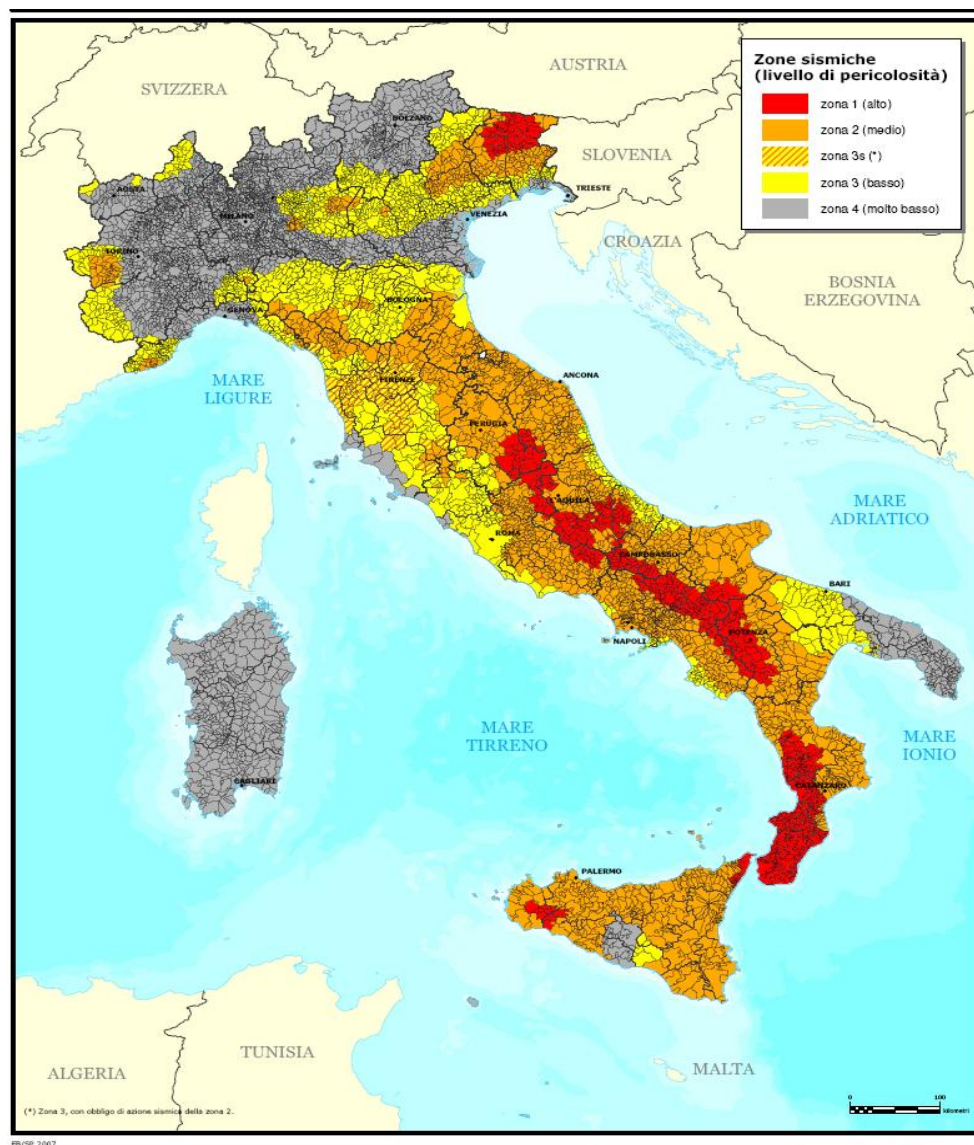 Zone sismiche
(livello di pericolosità)
zona 1 (alto)
zona 2 (medio)
zona 3s (*)
zona 3 (basso)
zona 4 (molto basso)
AUSTRIA
SVIZZERA
BOLZANO
SLOVENIA
AOSTA
TRIESTE
MILANO
VENEZIA
CROAZIA
TORINO
BOSNIA
ERZEGOVINA
BOLOGNA
GENOVA
MARE
LIGURE
FIRENZE
ANCONA
PERUGIA
L'AQUILA
MARE
ADRIATICO
ROMA
CAMPOBASSO
BARI
NAPOLI
POTENZA
MARE
TIRRENO
MARE
IONIO
CAGLIARI
CATANZARO
PALERMO
TUNISIA
ALGERIA
MALTA
(*) Zona 3, con obbligo di azione sismica della zona 2.
0 100
kilometri